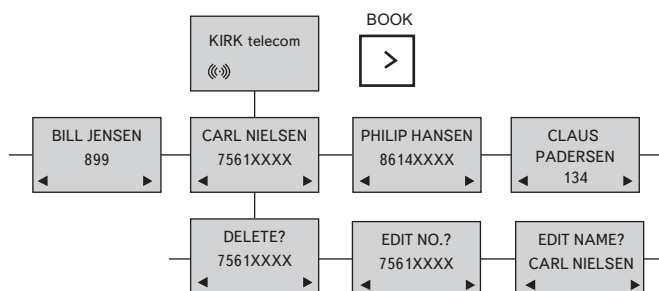 BOOK
KIRK telecom
>
BILL JENSEN
899
CARL NIELSEN
7561XXXX
PHILIP HANSEN
8614XXXX
CLAUS
PADERSEN
134
DELETE?
7561XXXX
EDIT NO.?
7561XXXX
EDIT NAME?
CARL NIELSEN